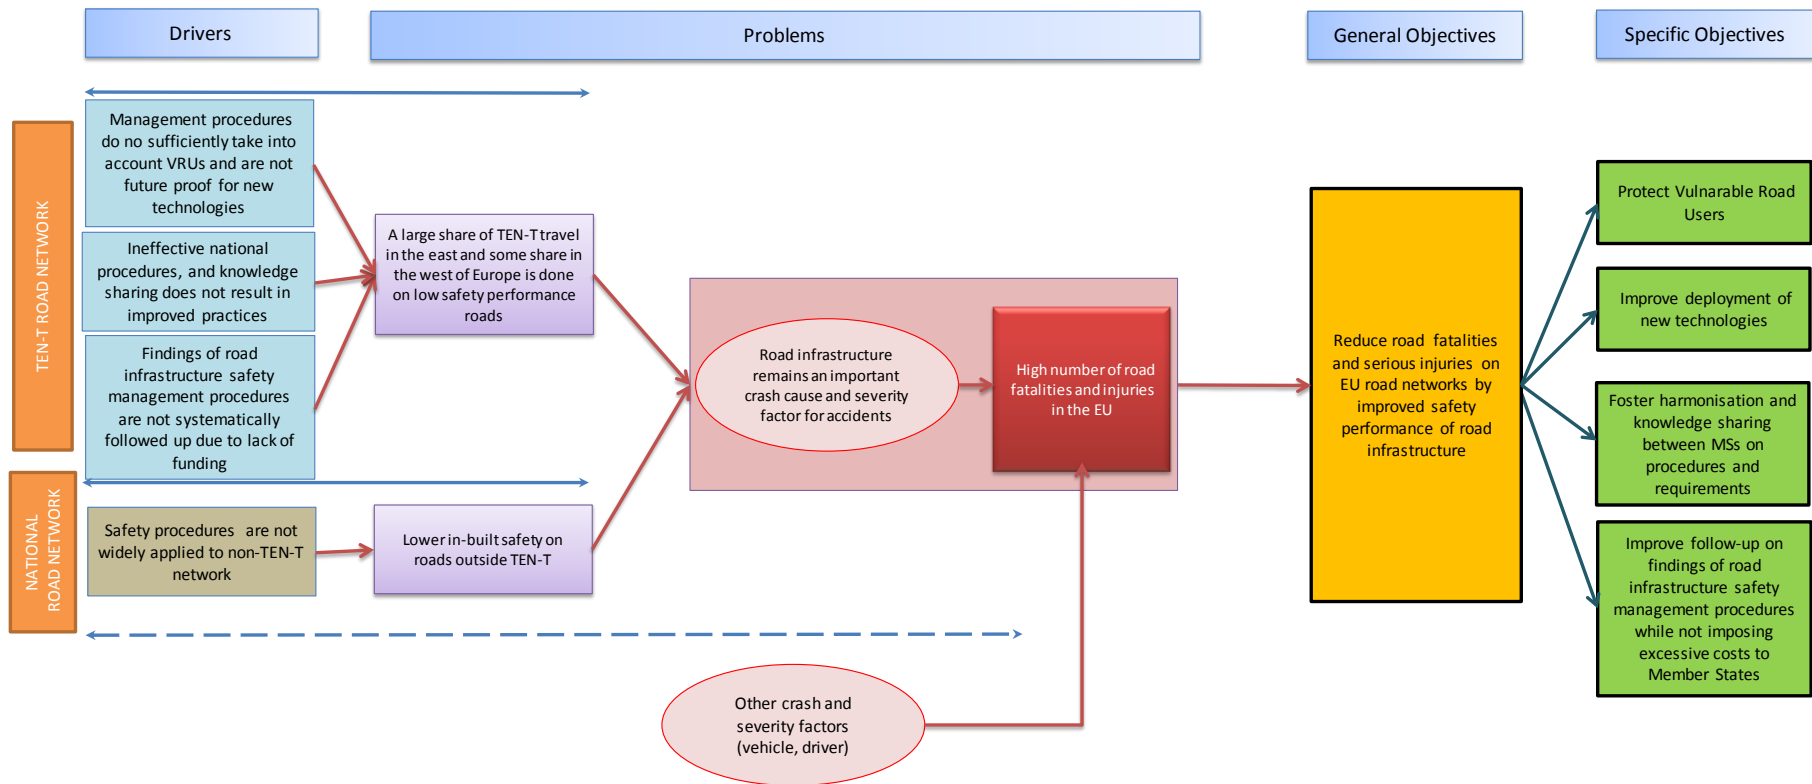 Drivers
Problems
General Objectives
Specific Objectives
TEN-T ROAD NETWORK
Management procedures
do no sufficiently take into
account VRUs and are not
future proof for new
technologies
Ineffective national
procedures, and knowledge
sharing does not result in
improved practices
Findings of road
infrastructure safety
management procedures
are not systematically
followed up due to lack of
funding
A large share of TEN-T travel
in the east and some share in
the west of Europe is done
on low safety performance
roads
NATIONAL
ROAD NETWORK
Safety procedures are not
widely applied to non-TEN-T
network
Lower in-built safety on
roads outside TEN-T
Road infrastructure
remains an important
crash cause and severity
factor for accidents
High number of road
fatalities and injuries
in the EU
Other crash and
severity factors
(vehicle, driver)
Reduce road fatalities
and serious injuries on
EU road networks by
improved safety
performance of road
infrastructure
Protect Vulnarable Road
Users
Improve deployment of
new technologies
Foster harmonisation and
knowledge sharing
between MSs on
procedures and
requirements
Improve follow-up on
findings of road
infrastructure safety
management procedures
while not imposing
excessive costs to
Member States